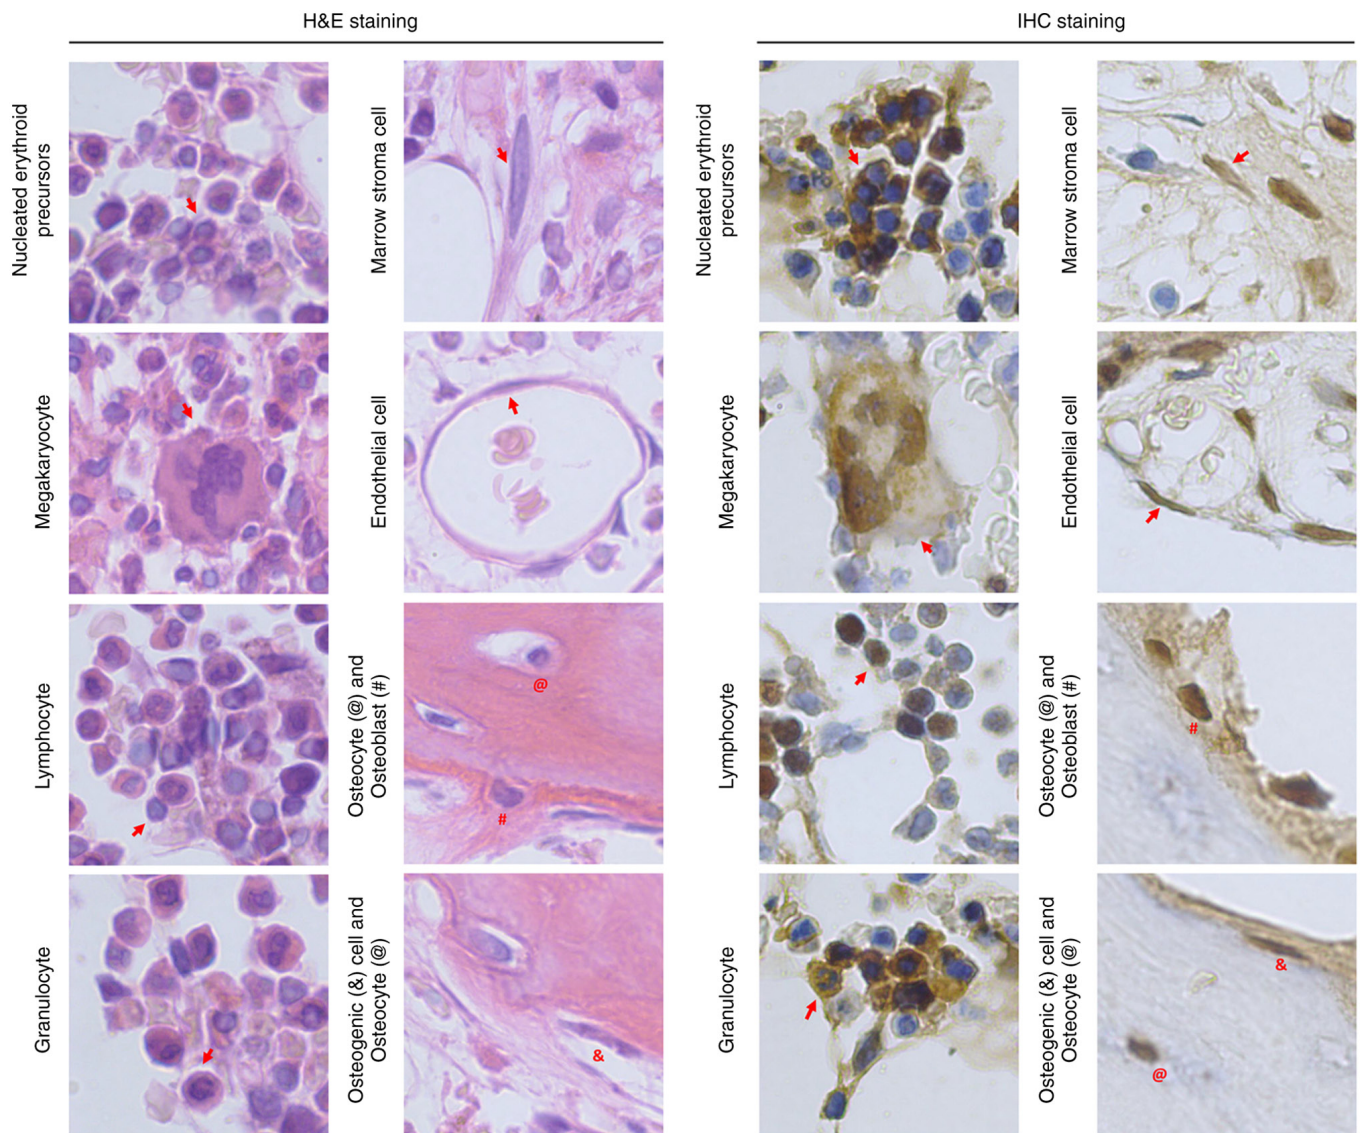 H&E staining
IHC staining
Nucleated erythroid
precursors
Marrow stroma cell
Nucleated erythroid
precursors
Marrow stroma cell
Megakaryocyte
Endothelial cell
Megakaryocyte
Endothelial cell
Lymphocyte
Osteocyte (@) and
Osteoblast (#)
@
#
Lymphocyte
Osteocyte (@) and
Osteoblast (#)
#
Granulocyte
Osteogenic (&) cell and
Osteocyte (@)
&
Granulocyte
Osteogenic (&) cell and
Osteocyte (@)
&
@